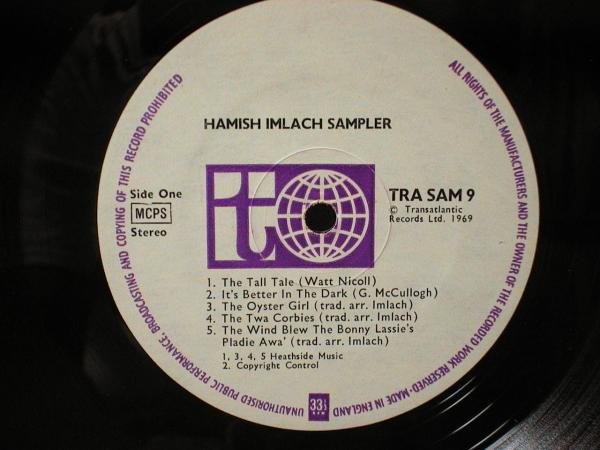 HAMISH IMLACH SAMPLER
Side One
MCPS
Stereo
it
TRA SAM 9
© Transatlantic
Records Ltd. 1969
1. The Tall Tale (Watt Nicoll)
2. It's Better In The Dark (G. McCullogh)
3. The Oyster Girl (trad. arr. Imlach)
4. The Twa Corbies (trad. arr. Imlach)
5. The Wind Blew The Bonny Lassie's
Pladie Awa' (trad. arr. Imlach)
1, 3, 4, 5 Heathside Music
2. Copyright Control
33⅓
RPM
ALL RIGHTS OF THE MANUFACTURERS AND THE OWNER OF THE RECORDED WORK RESERVED-MADE IN ENGLAND
UNAUTHORISED PUBLIC PERFORMANCE, BROADCASTING AND COPYING OF THIS RECORD PROHIBITED